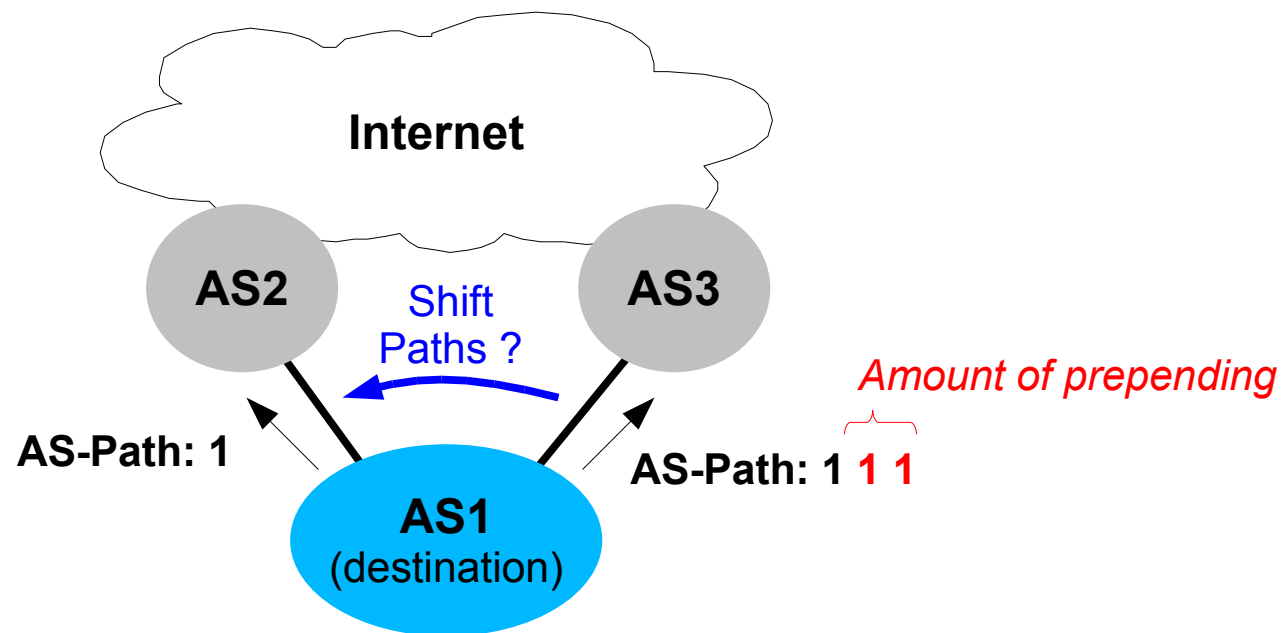 Internet
AS2
AS3
Shift
Paths ?
Amount of prepending
AS-Path: 1
AS-Path: 1 1 1
AS1
(destination)